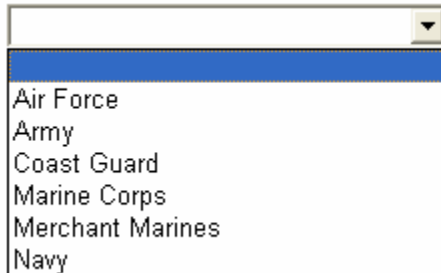 Air Force
Army
Coast Guard
Marine Corps
Merchant Marines
Navy